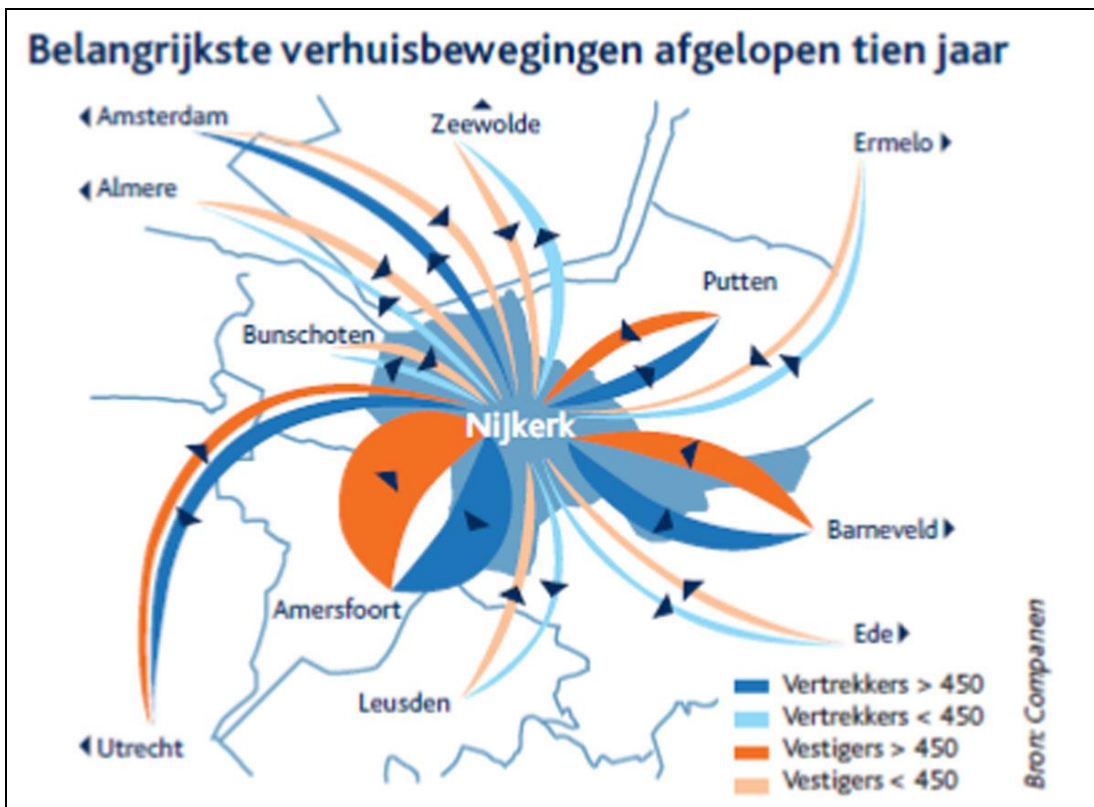 Belangrijkste verhuisbewegingen afgelopen tien jaar
Amsterdam
Zeewolde
Ermelo
Almere
Putten
Bunschoten
Nijkerk
Barneveld
Amersfoort
Ede
Leusden
Utrecht
Vertrekkers > 450
Vertrekkers < 450
Vestigers > 450
Vestigers < 450
Bron: Companen